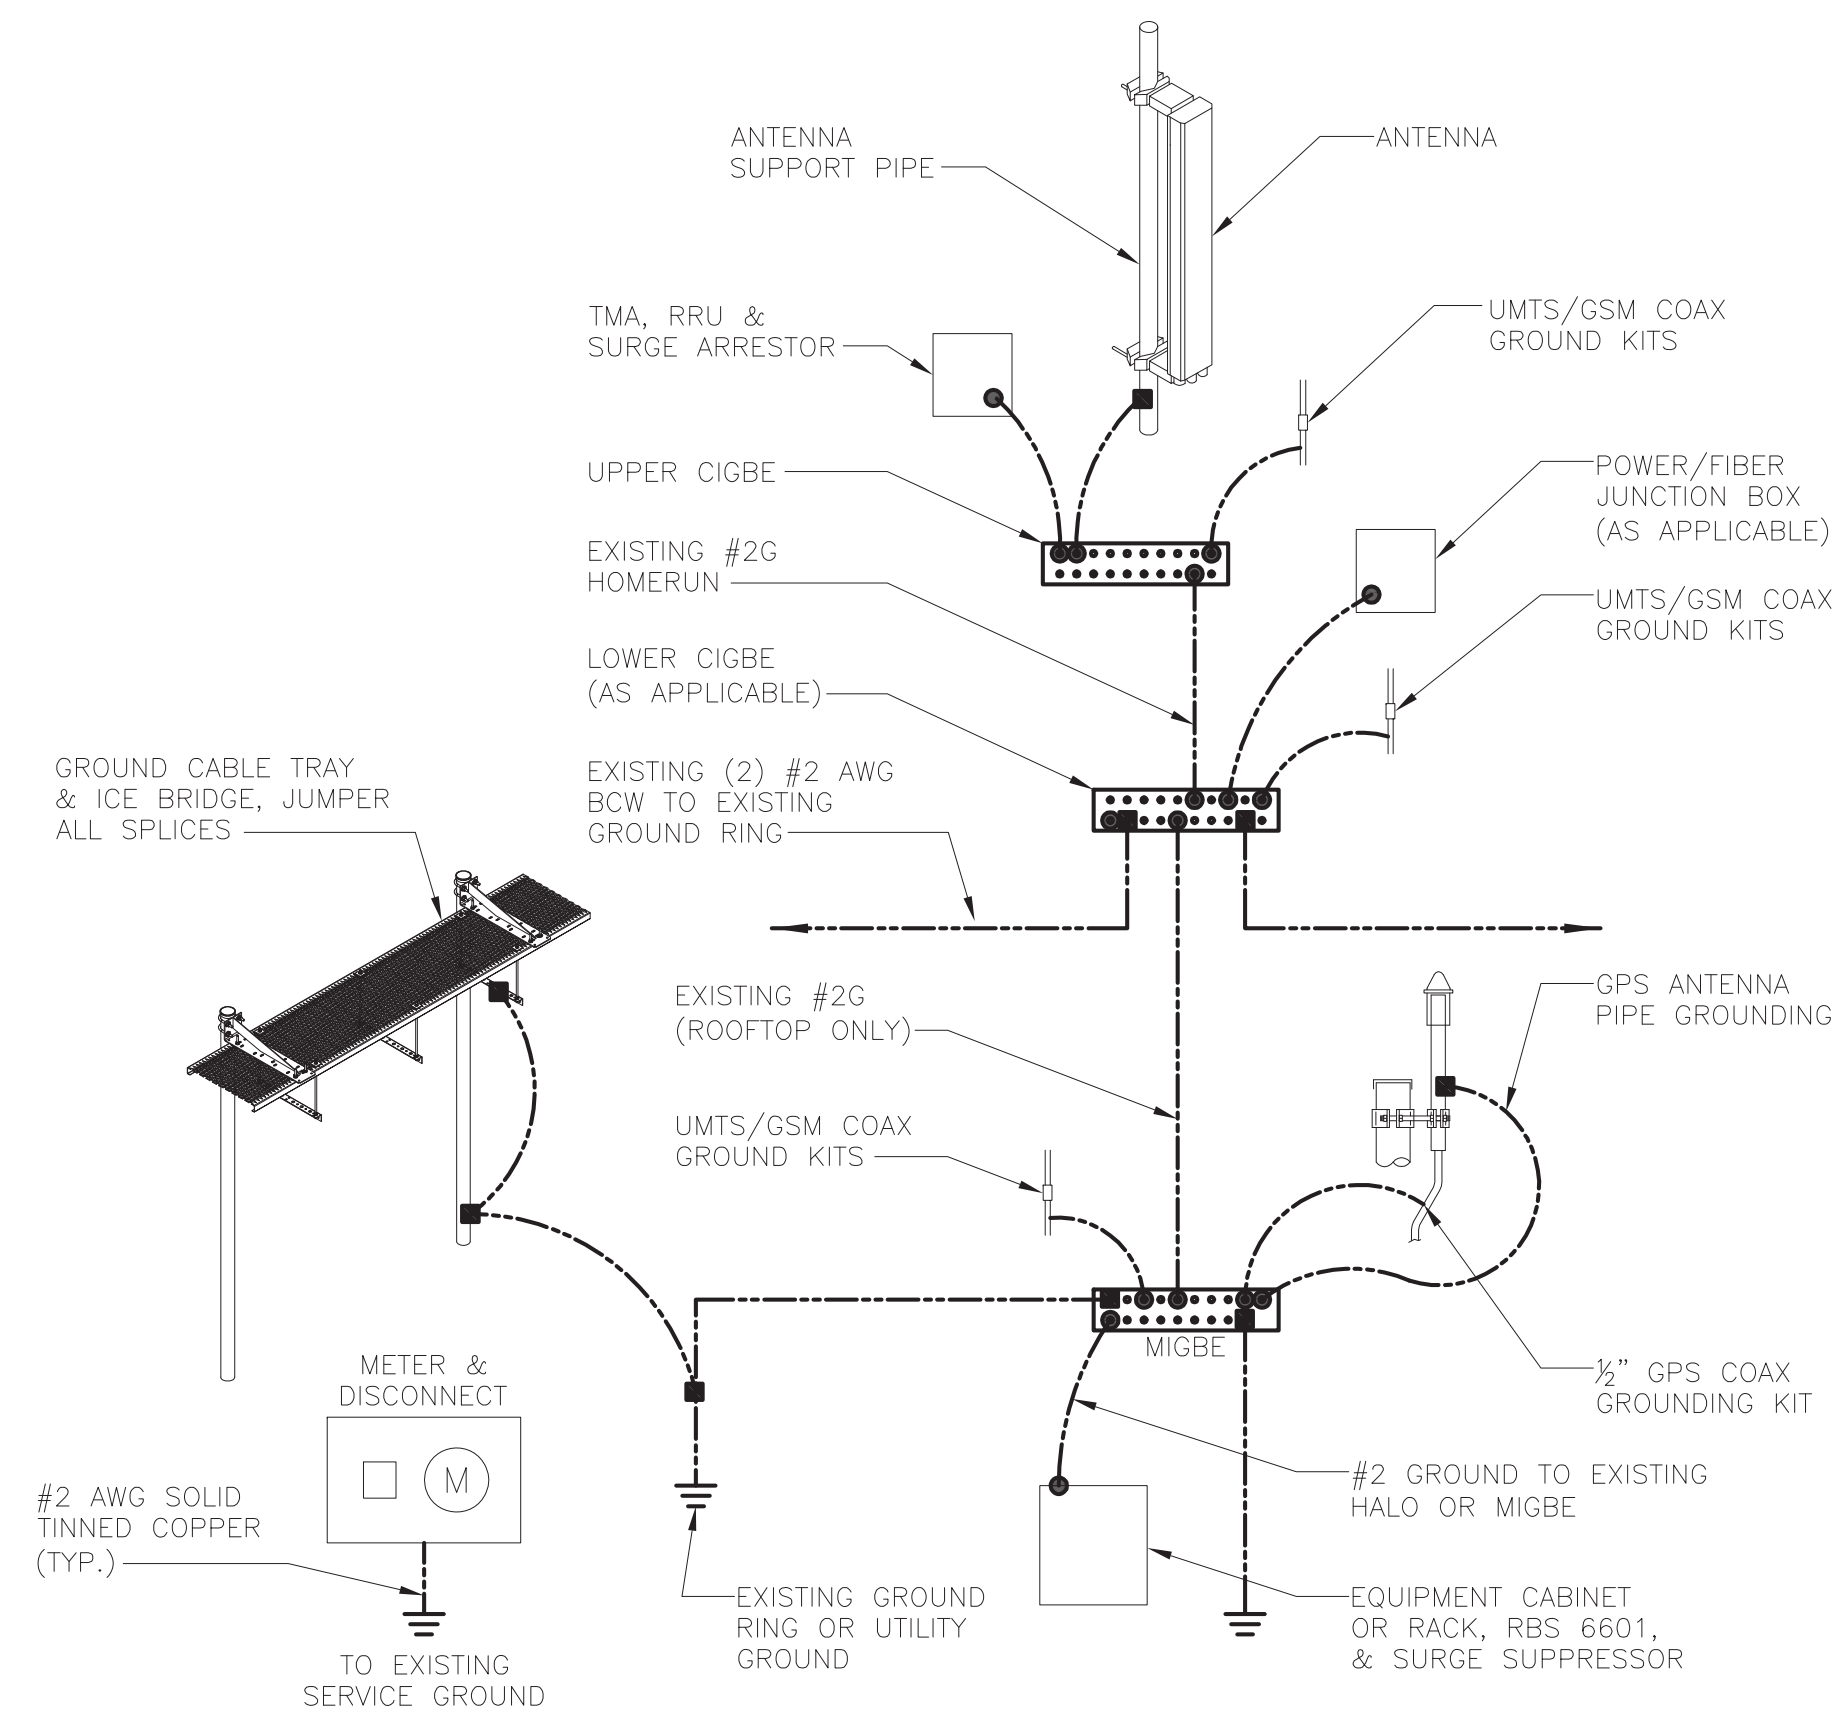 ANTENNA
SUPPORT PIPE
ANTENNA
TMA, RRU &
SURGE ARRESTOR
UMTS/GSM COAX
GROUND KITS
UPPER CIGBE
POWER/FIBER
JUNCTION BOX
(AS APPLICABLE)
EXISTING #2G
HOMERUN
UMTS/GSM COAX
GROUND KITS
LOWER CIGBE
(AS APPLICABLE)
GROUND CABLE TRAY
& ICE BRIDGE, JUMPER
ALL SPLICES
EXISTING (2) #2 AWG
BCW TO EXISTING
GROUND RING
EXISTING #2G
(ROOFTOP ONLY)
GPS ANTENNA
PIPE GROUNDING
UMTS/GSM COAX
GROUND KITS
MIGBE
METER &
DISCONNECT
M
½" GPS COAX
GROUNDING KIT
#2 AWG SOLID
TINNED COPPER
(TYP.)
#2 GROUND TO EXISTING
HALO OR MIGBE
EXISTING GROUND
RING OR UTILITY
GROUND
EQUIPMENT CABINET
OR RACK, RBS 6601,
& SURGE SUPPRESSOR
TO EXISTING
SERVICE GROUND